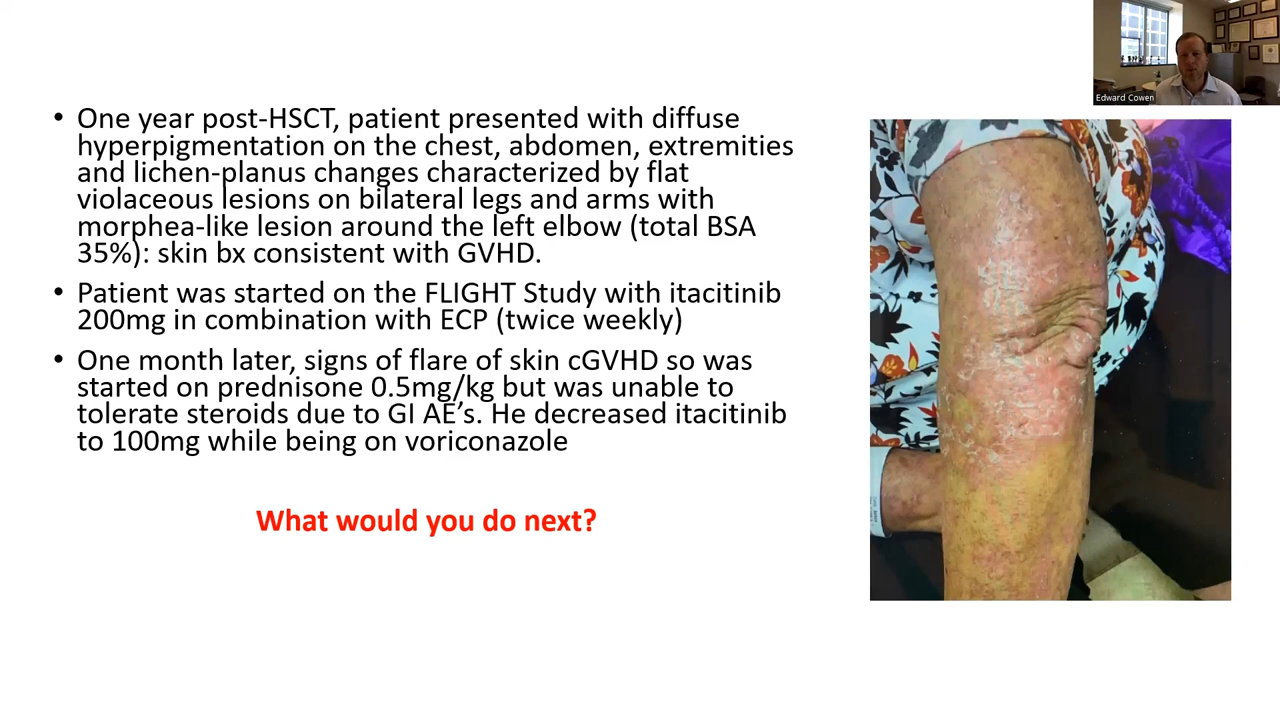 Edward Cowen
• One year post-HSCT, patient presented with diffuse
hyperpigmentation on the chest, abdomen, extremities
and lichen-planus changes characterized by flat
violaceous lesions on bilateral legs and arms with
morphea-like lesion around the left elbow (total BSA
35%): skin bx consistent with GVHD.
• Patient was started on the FLIGHT Study with itacitinib
200mg in combination with ECP (twice weekly)
• One month later, signs of flare of skin cGVHD so was
started on prednisone 0.5mg/kg but was unable to
tolerate steroids due to GI AE’s. He decreased itacitinib
to 100mg while being on voriconazole
What would you do next?